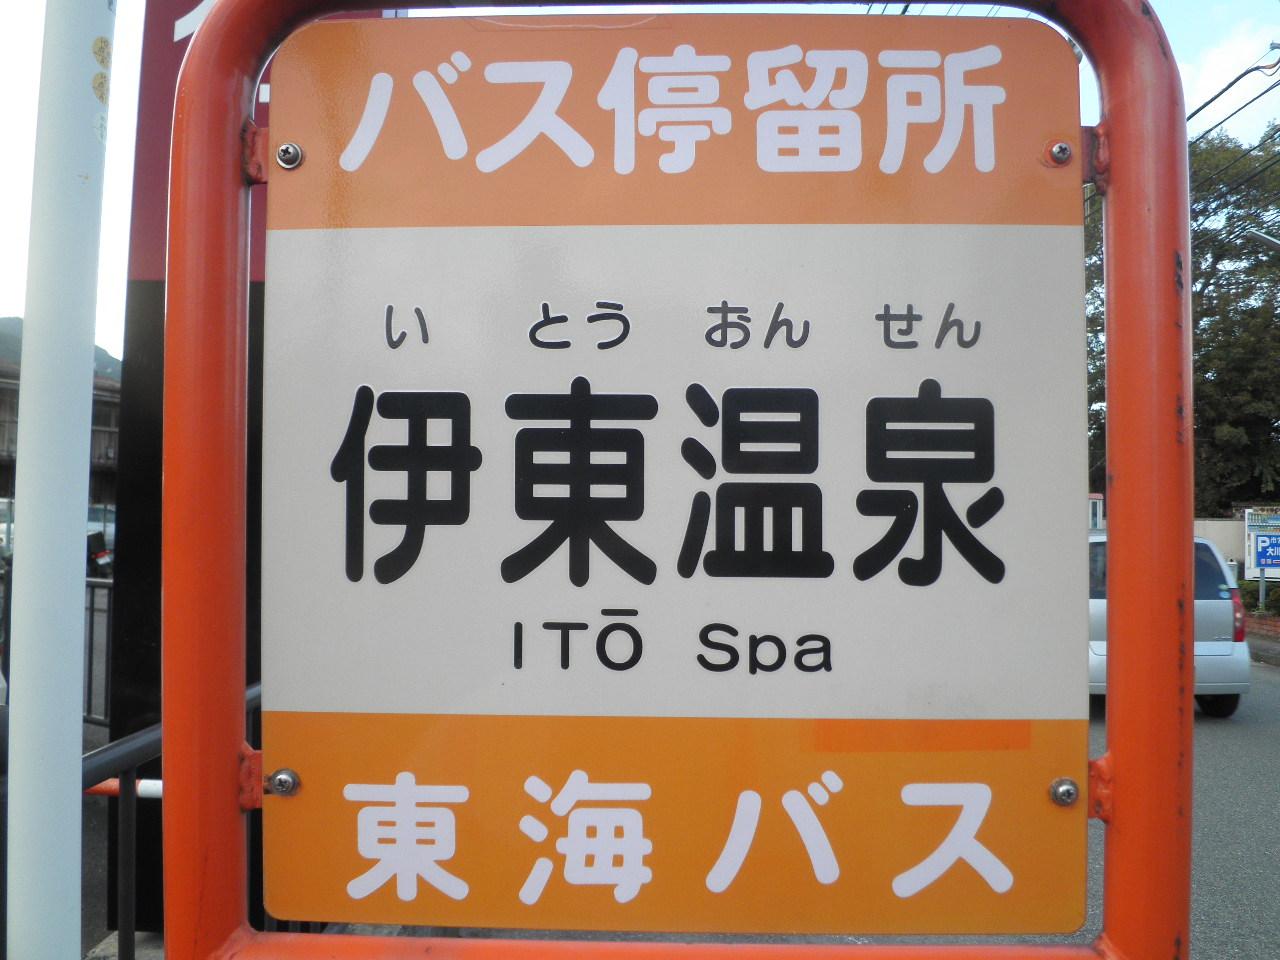 バス停留所
い とう おん せん
伊東温泉
ITŌ Spa
東海バス
P